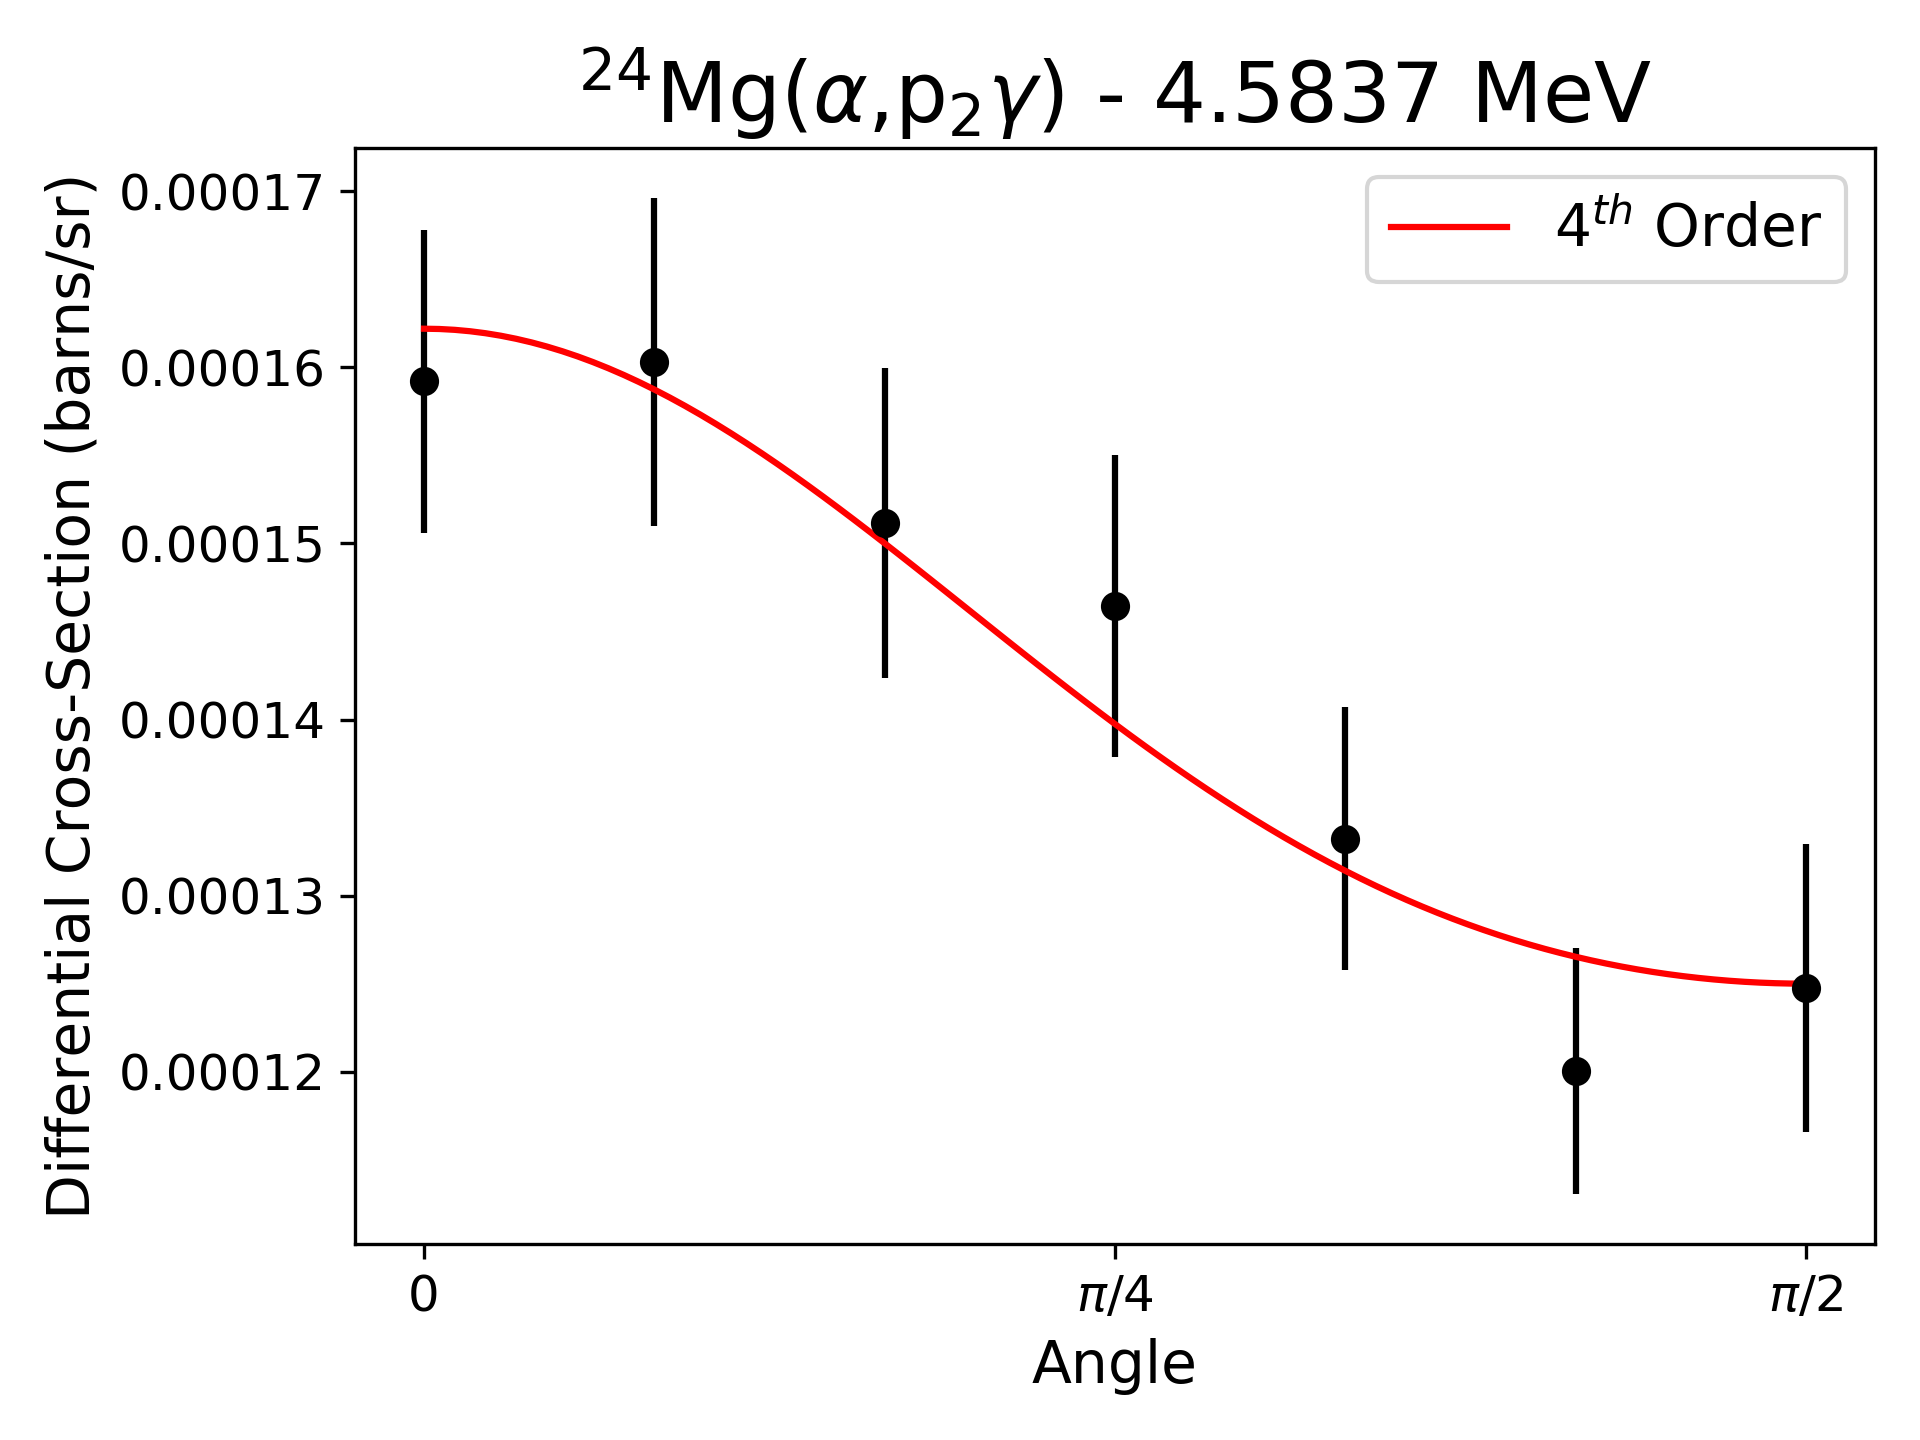 ²⁴Mg(α,p₂γ) - 4.5837 MeV
4ᵗʰ Order
Differential Cross-Section (barns/sr)
0.00017
0.00016
0.00015
0.00014
0.00013
0.00012
0 π/4 π/2
Angle